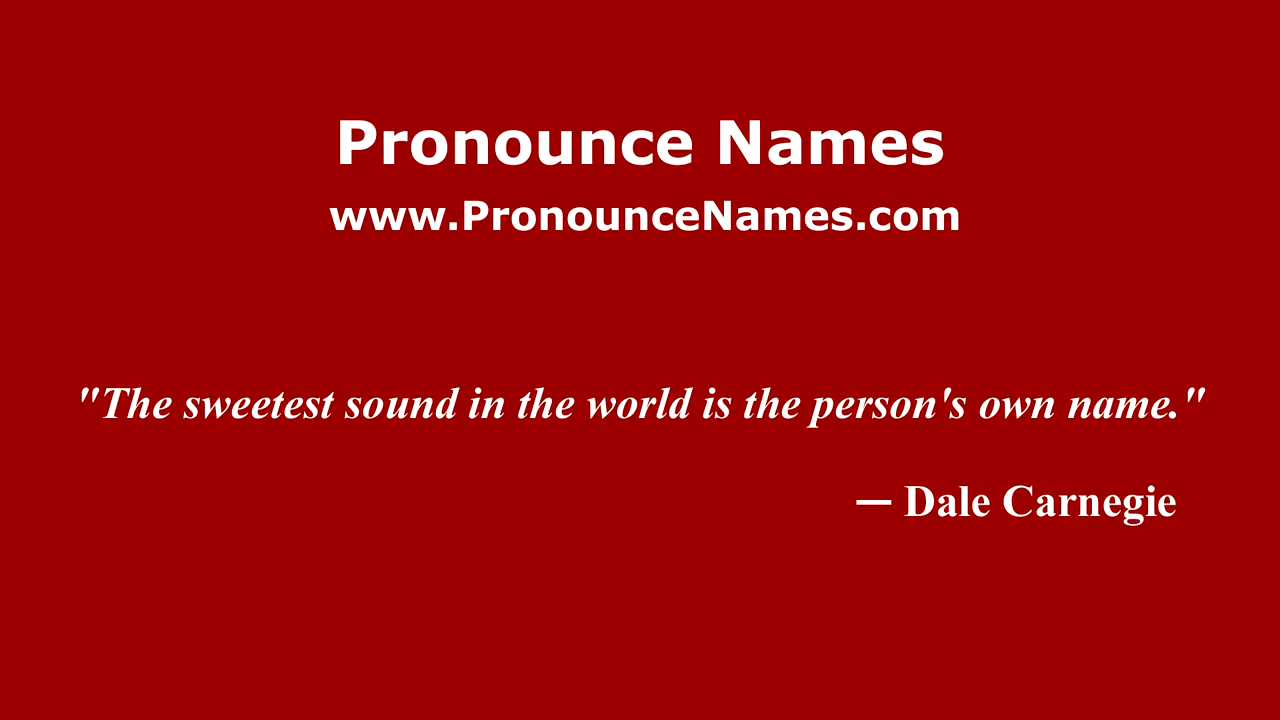 Pronounce Names
www.PronounceNames.com
"The sweetest sound in the world is the person's own name."
— Dale Carnegie